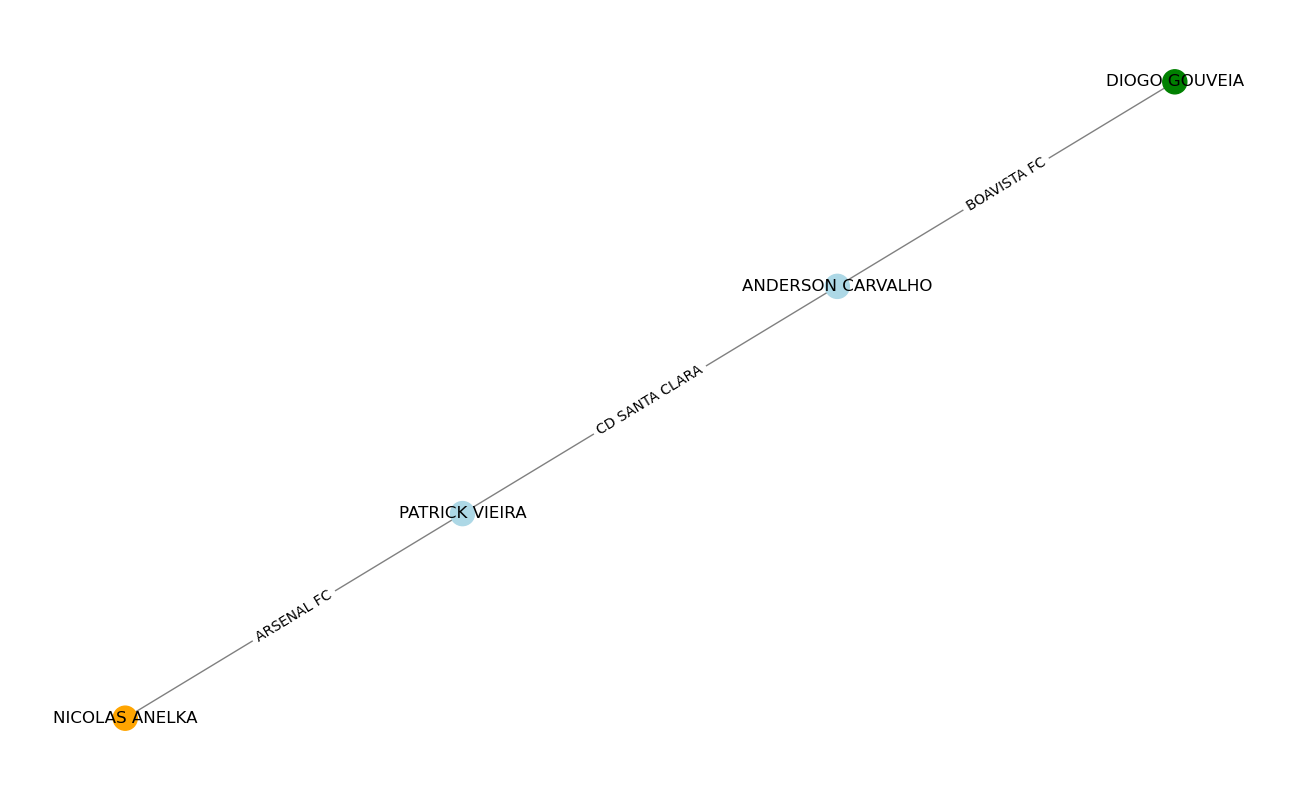 DIOGO GOUVEIA
BOAVISTA FC
ANDERSON CARVALHO
CD SANTA CLARA
PATRICK VIEIRA
ARSENAL FC
NICOLAS ANELKA